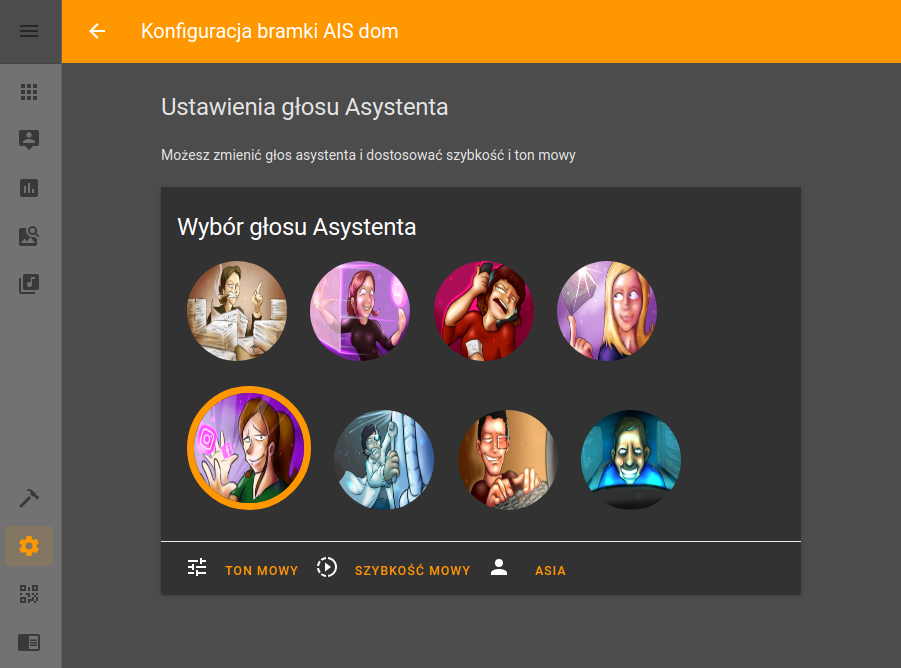 Konfiguracja bramki AIS dom
Ustawienia głosu Asystenta
Możesz zmienić głos asystenta i dostosować szybkość i ton mowy
Wybór głosu Asystenta
TON MOWY SZYBKOŚĆ MOWY ASIA